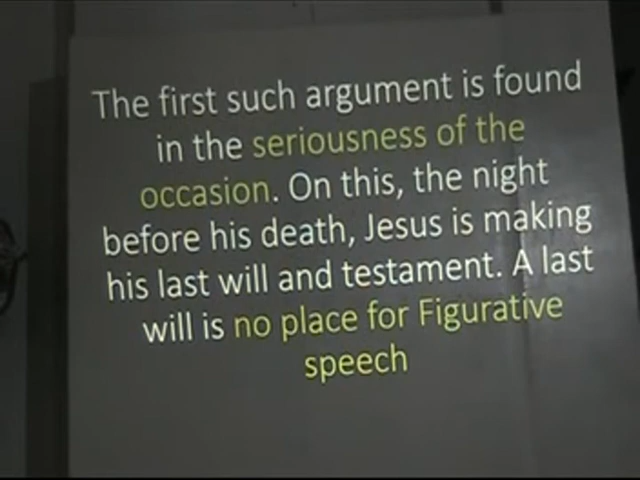 The first such argument is found
in the seriousness of the
occasion. On this, the night
before his death, Jesus is making
his last will and testament. A last
will is no place for Figurative
speech